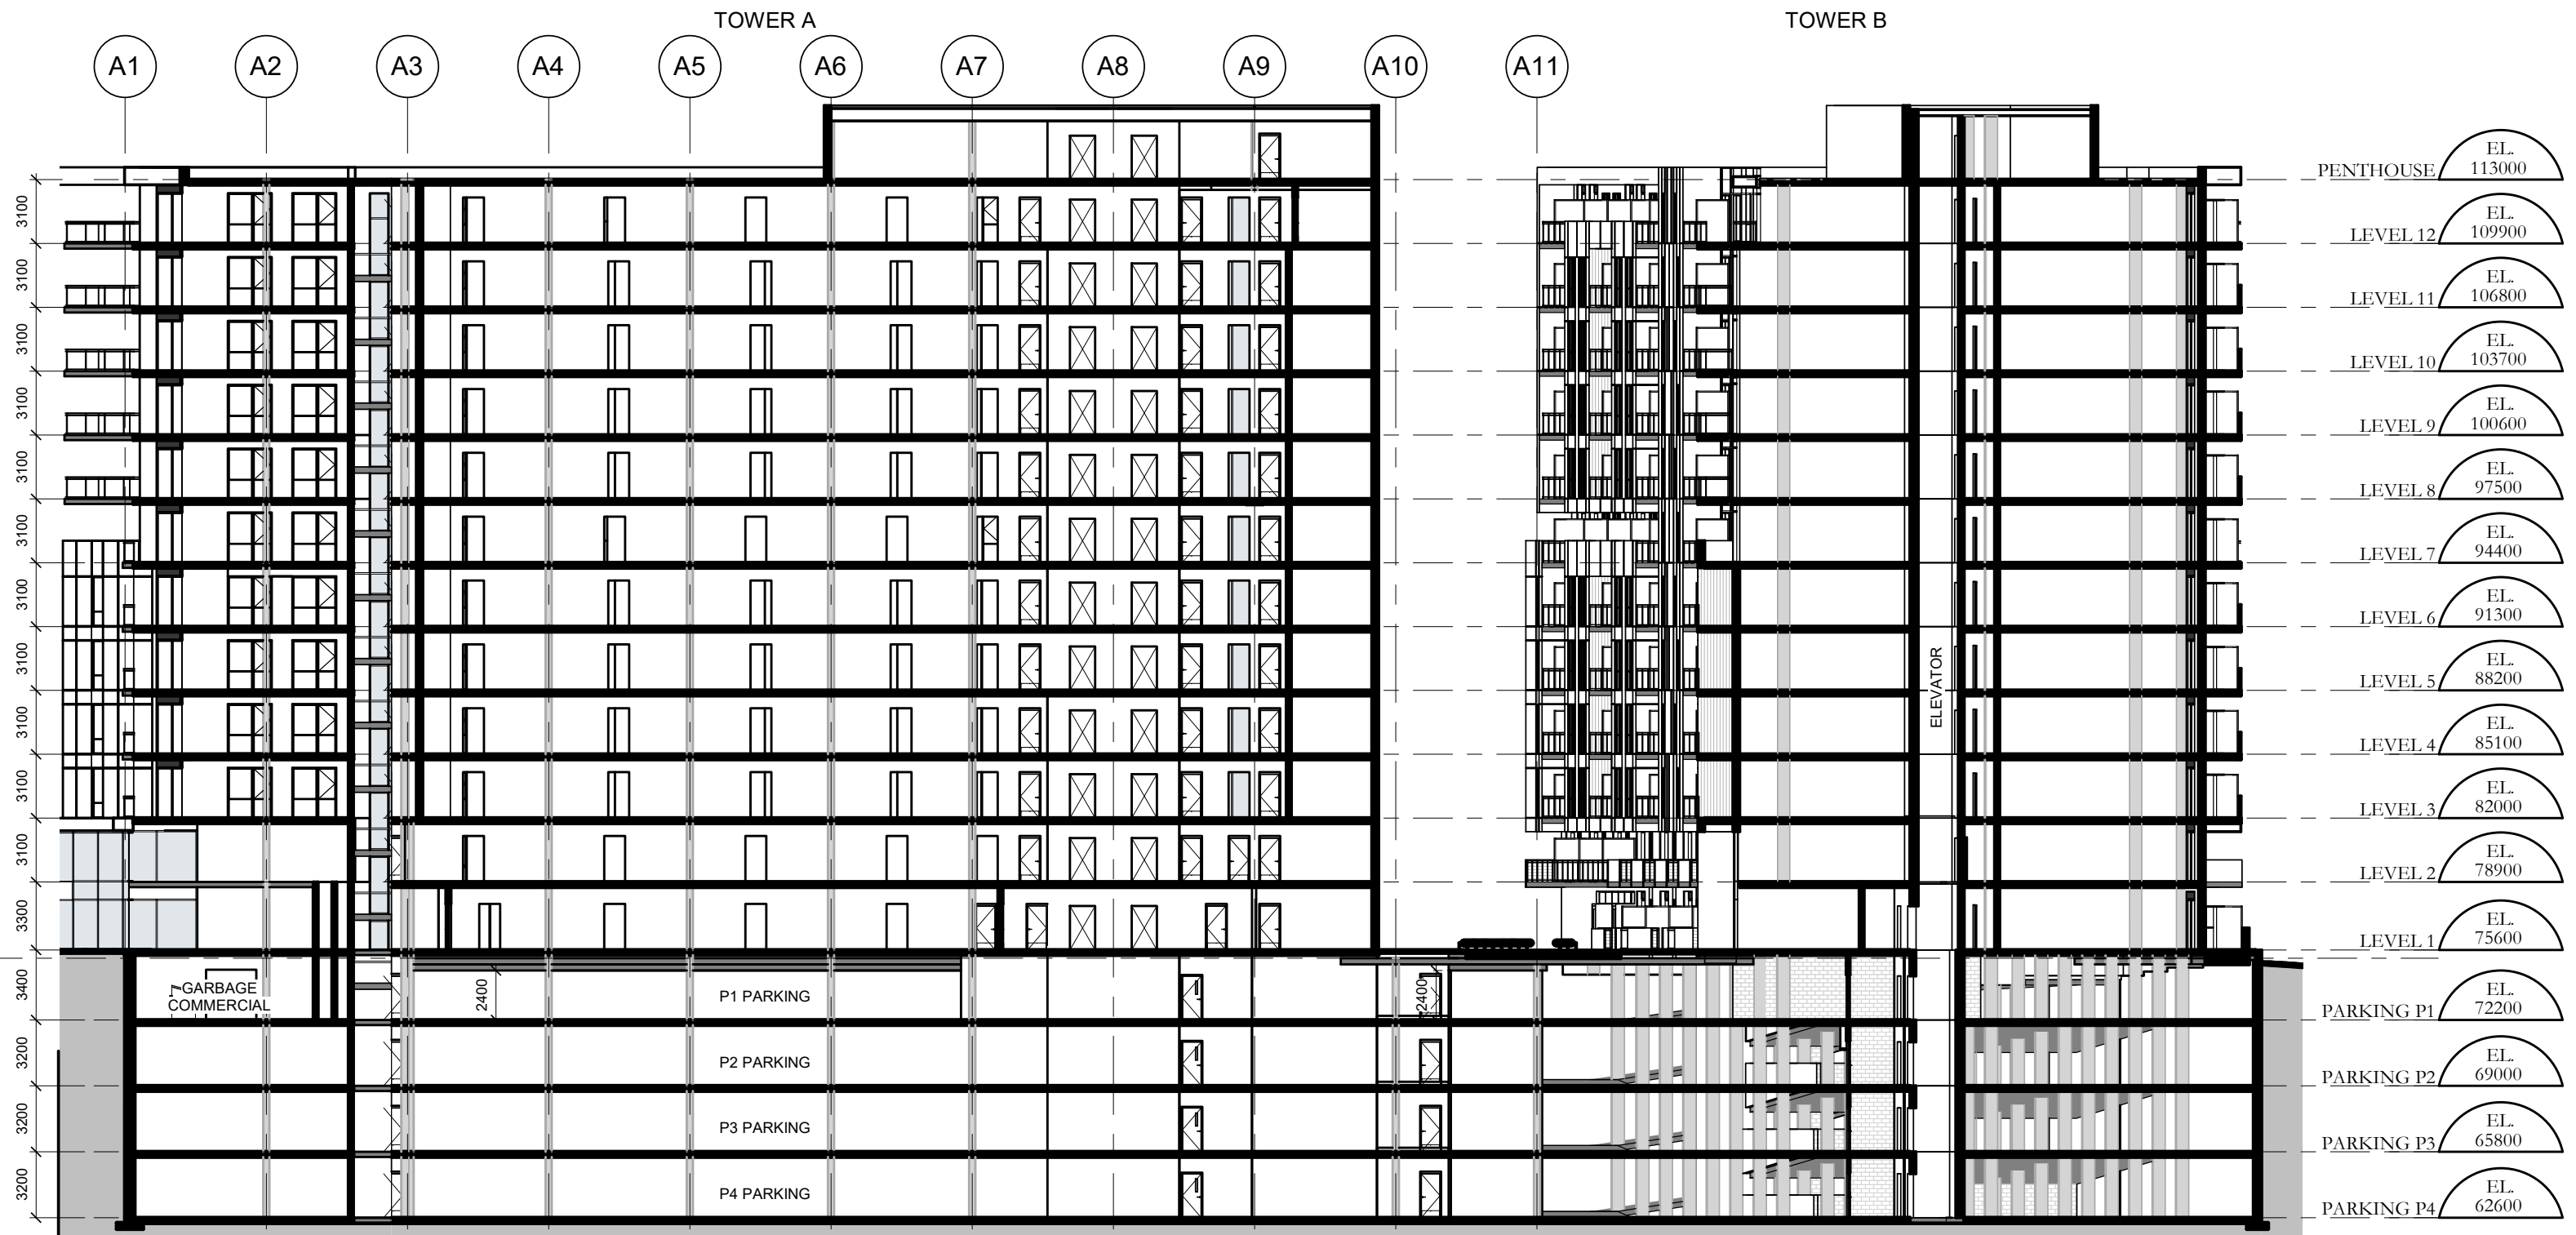 TOWER A
TOWER B
A1
A2
A3
A4
A5
A6
A7
A8
A9
A10
A11
EL.
PENTHOUSE 113000
3100
EL.
LEVEL 12 109900
3100
EL.
LEVEL 11 106800
3100
EL.
LEVEL 10 103700
3100
EL.
LEVEL 9 100600
3100
EL.
LEVEL 8 97500
3100
EL.
LEVEL 7 94400
3100
EL.
LEVEL 6 91300
3100
ELEVATOR
EL.
LEVEL 5 88200
3100
EL.
LEVEL 4 85100
3100
EL.
LEVEL 3 82000
3100
EL.
LEVEL 2 78900
3300
EL.
LEVEL 1 75600
3400
GARBAGE
COMMERCIAL
2400
P1 PARKING
2400
EL.
PARKING P1 72200
3200
P2 PARKING
EL.
PARKING P2 69000
3200
P3 PARKING
EL.
PARKING P3 65800
3200
P4 PARKING
EL.
PARKING P4 62600